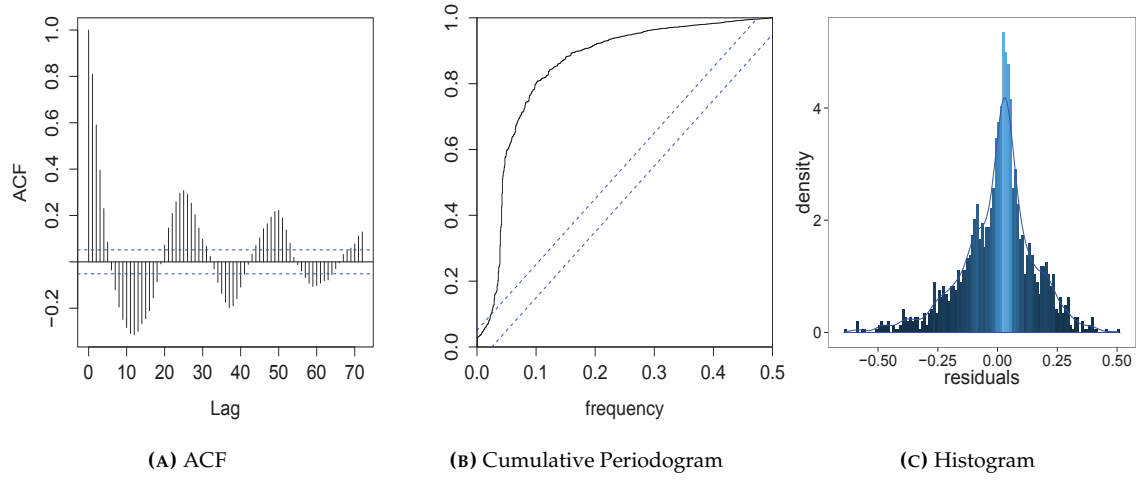 ACF
1.0
0.8
0.6
0.4
0.2
−0.2
0 10 20 30 40 50 60 70
Lag
(A) ACF
1.0
0.8
0.6
0.4
0.2
0.0
0.0 0.1 0.2 0.3 0.4 0.5
frequency
(B) Cumulative Periodogram
density
4
2
0
−0.50 −0.25 0.00 0.25 0.50
residuals
(C) Histogram